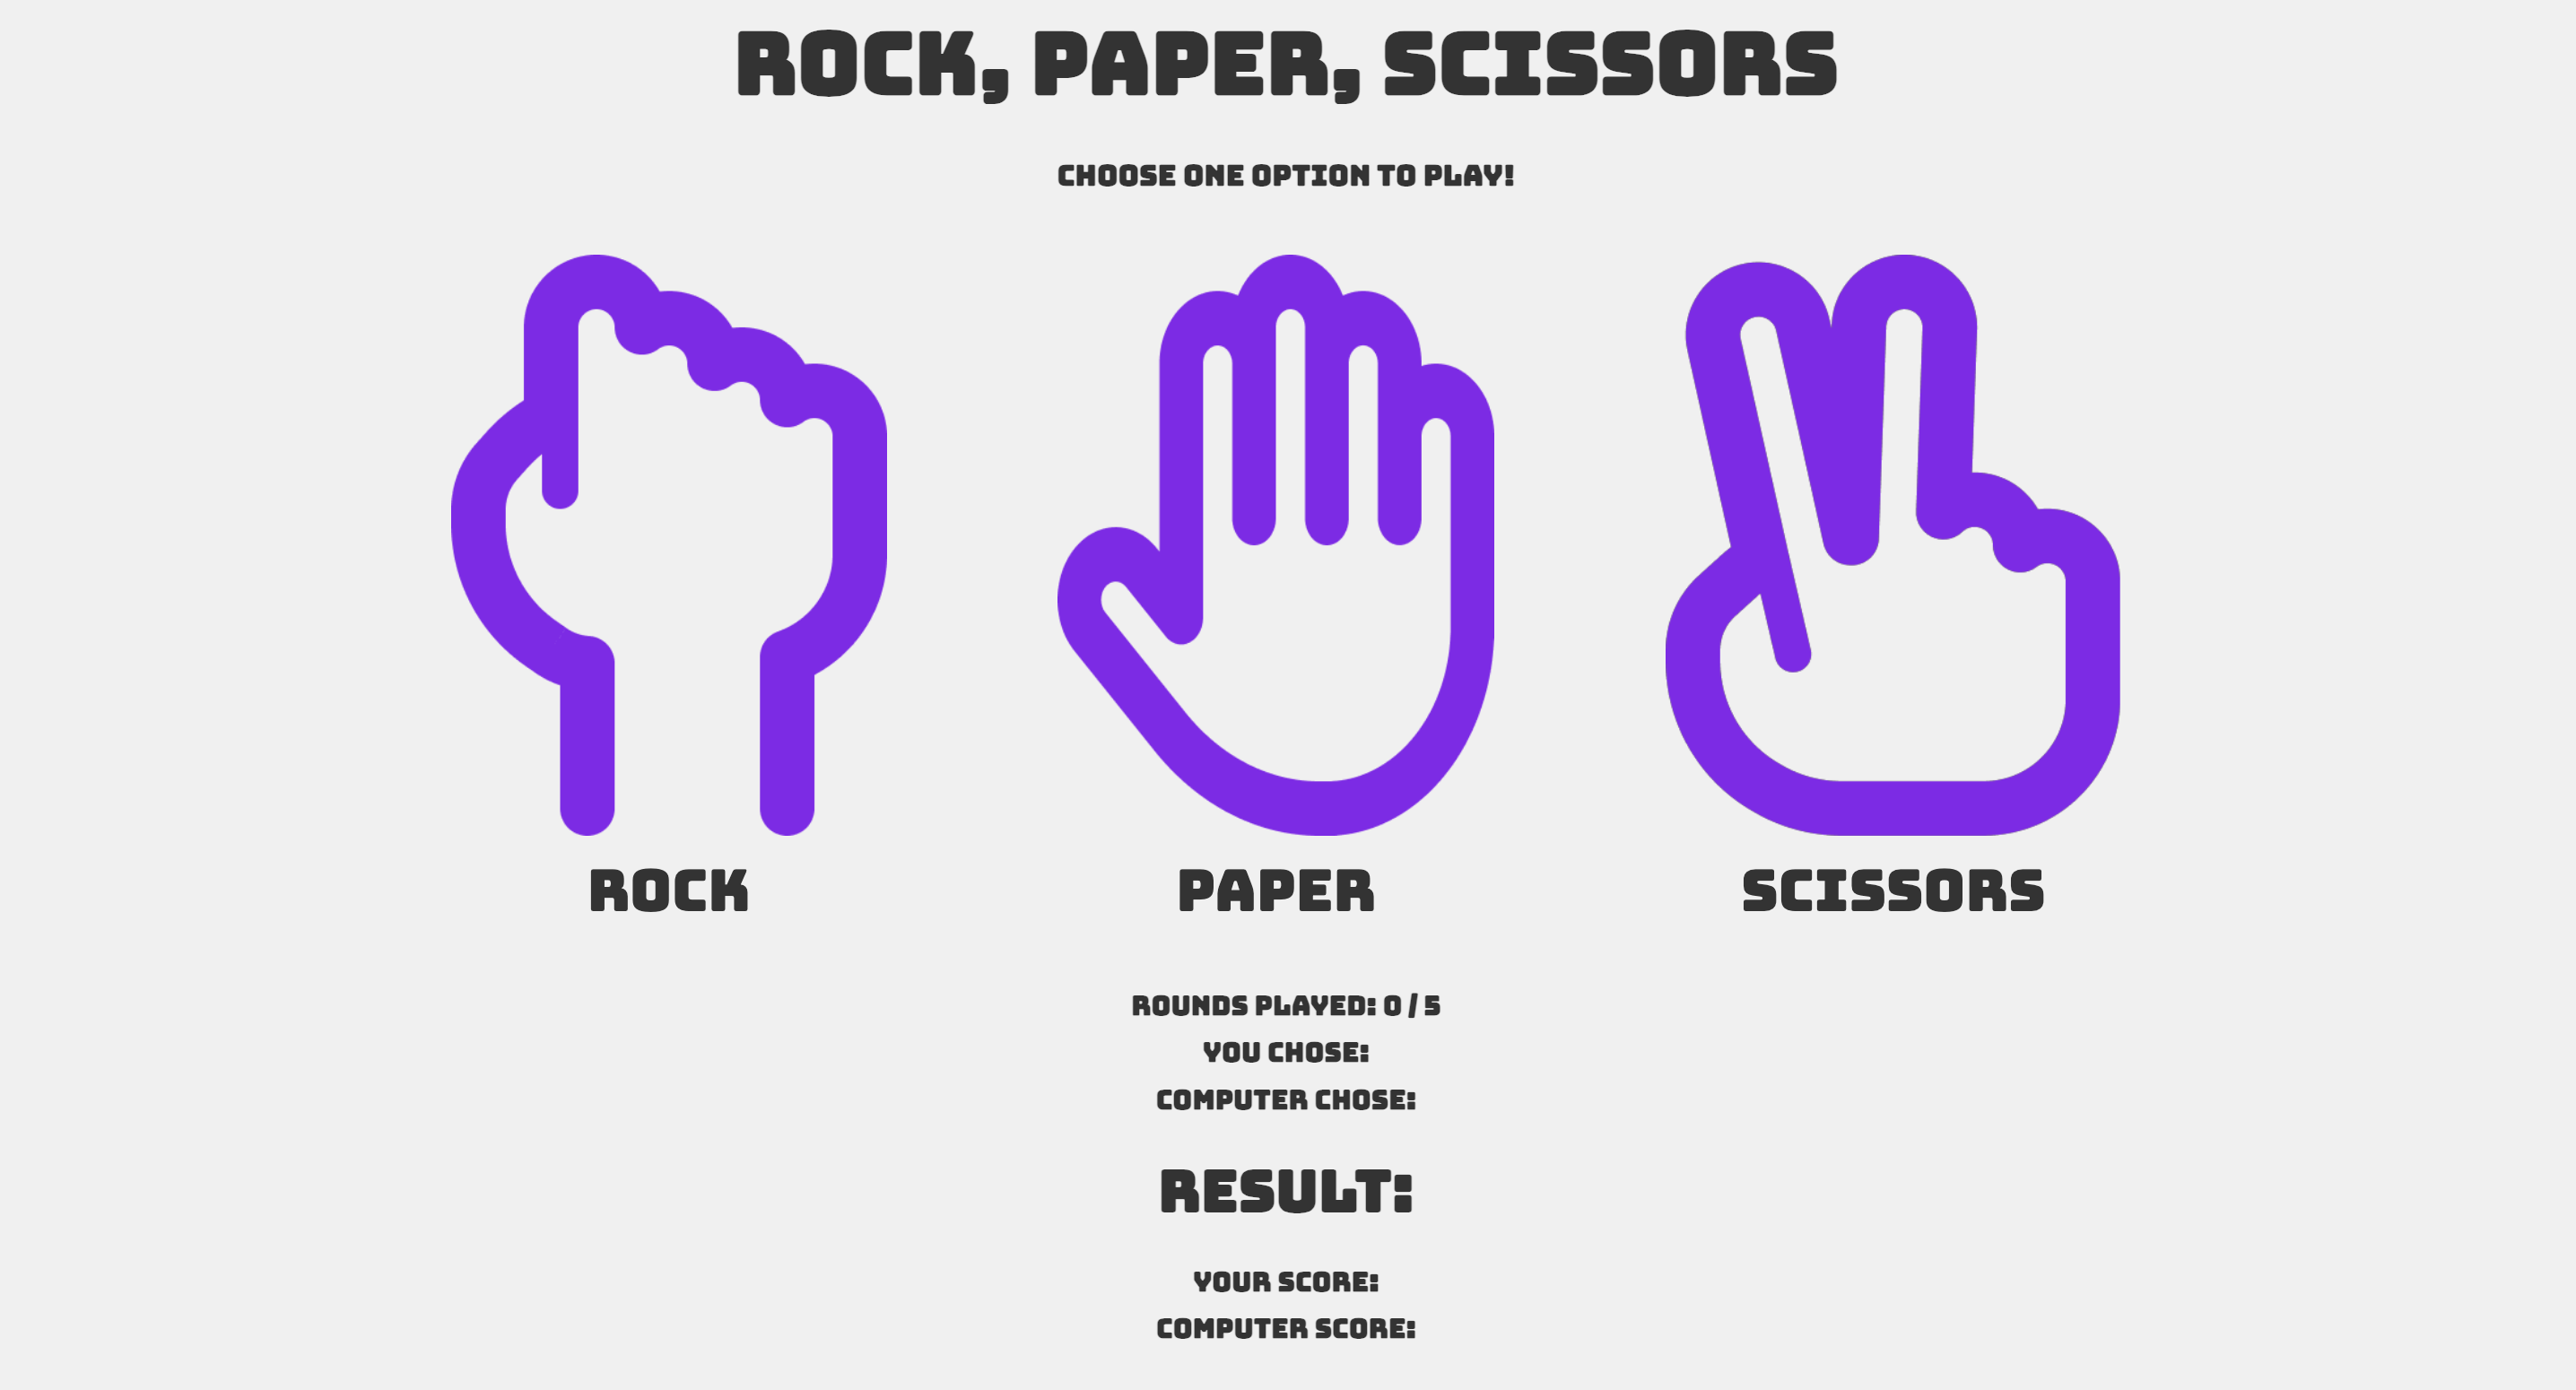 ROCK, PAPER, SCISSORS
CHOOSE ONE OPTION TO PLAY!
ROCK
PAPER
SCISSORS
ROUNDS PLAYED: 0 / 5
YOU CHOSE:
COMPUTER CHOSE:
RESULT:
YOUR SCORE:
COMPUTER SCORE: